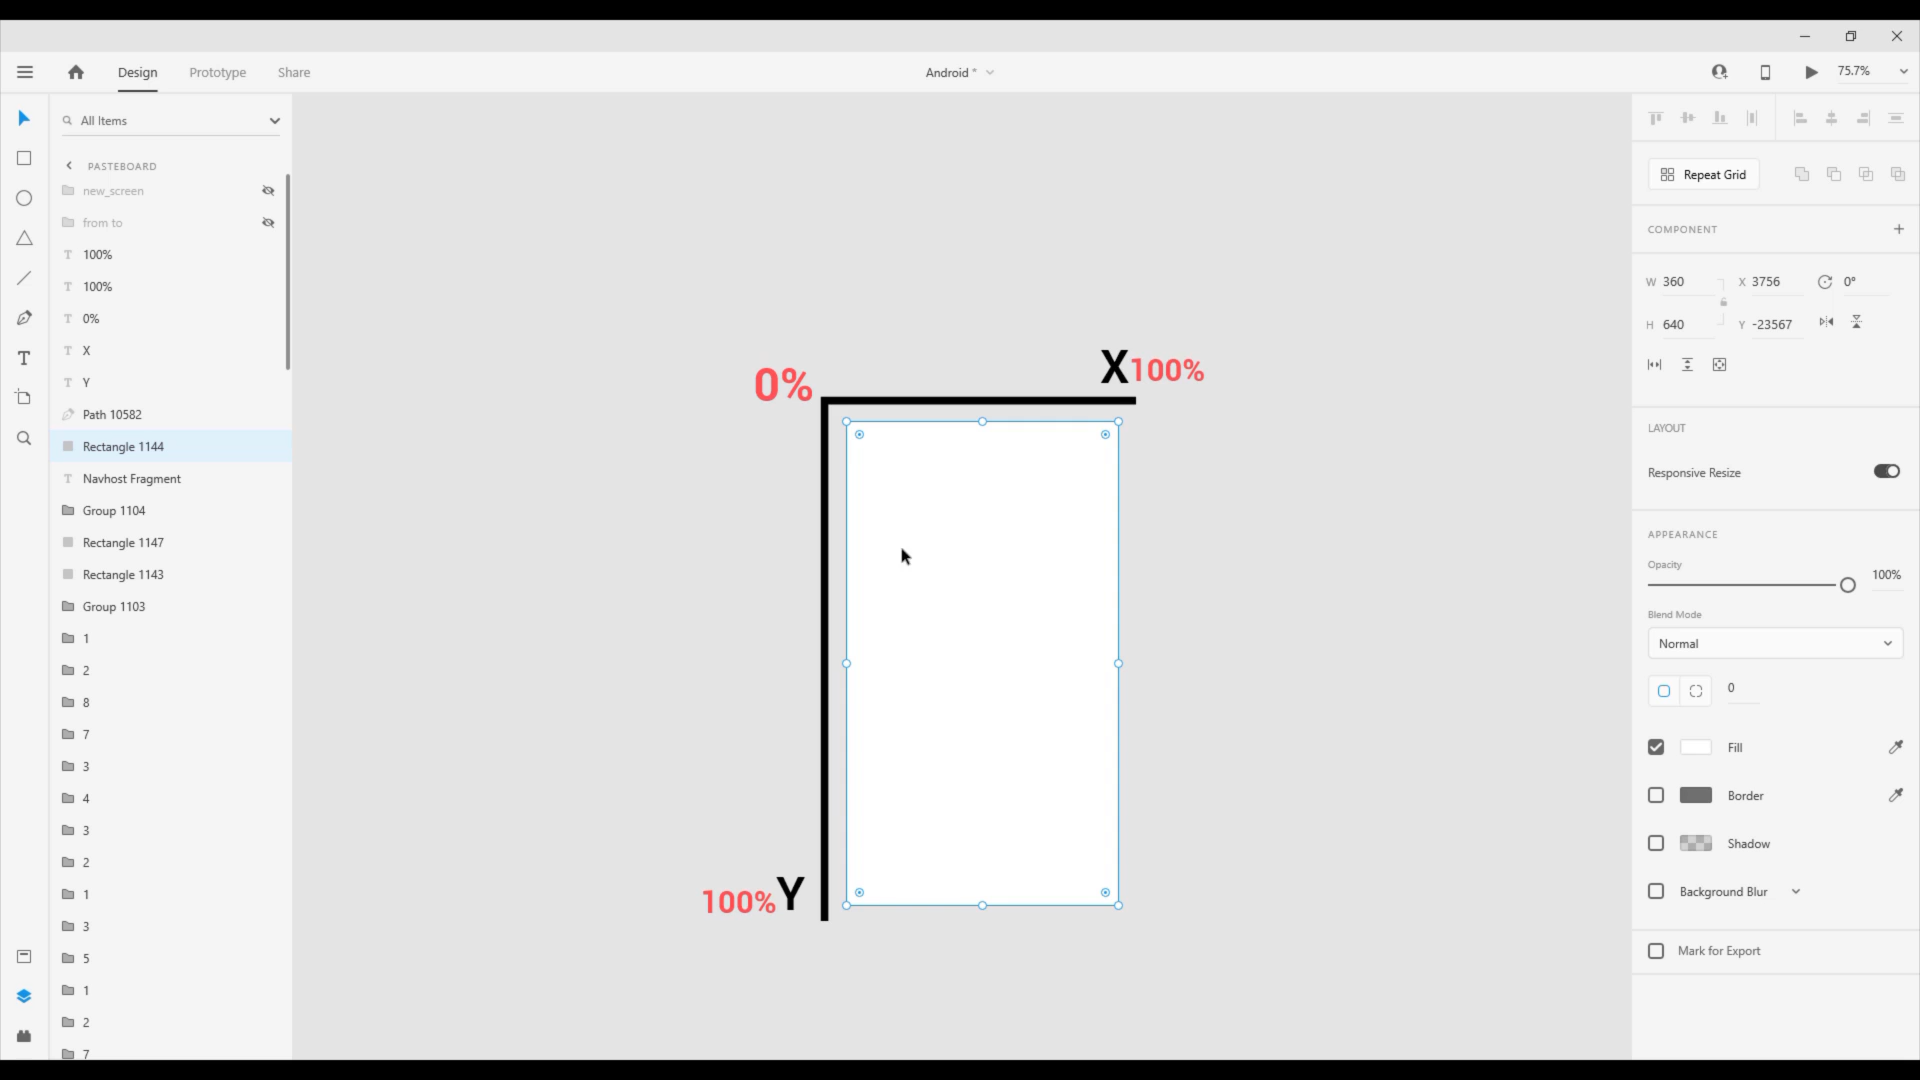 Design Prototype Share Android * 75.7%
All Items
PASTEBOARD
new_screen
from to
100%
100%
0%
X
Y
Path 10582
Rectangle 1144
Navhost Fragment
Group 1104
Rectangle 1147
Rectangle 1143
Group 1103
1
2
8
7
3
4
3
2
1
3
5
1
2
7
0%
X100%
100%Y
Repeat Grid
COMPONENT
W 360 X 3756 0°
H 640 Y -23567
LAYOUT
Responsive Resize
APPEARANCE
Opacity
100%
Blend Mode
Normal
0
Fill
Border
Shadow
Background Blur
Mark for Export